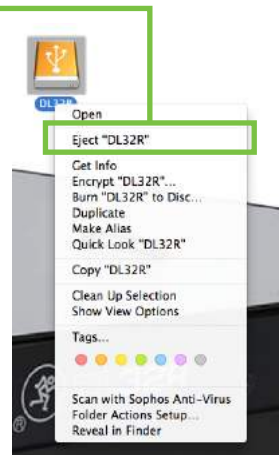 DL32R
Open
Eject "DL32R"
Get Info
Encrypt "DL32R"...
Burn "DL32R" to Disc...
Duplicate
Make Alias
Quick Look "DL32R"
Copy "DL32R"
Clean Up Selection
Show View Options
Tags...
Scan with Sophos Anti-Virus
Folder Actions Setup...
Reveal in Finder
®